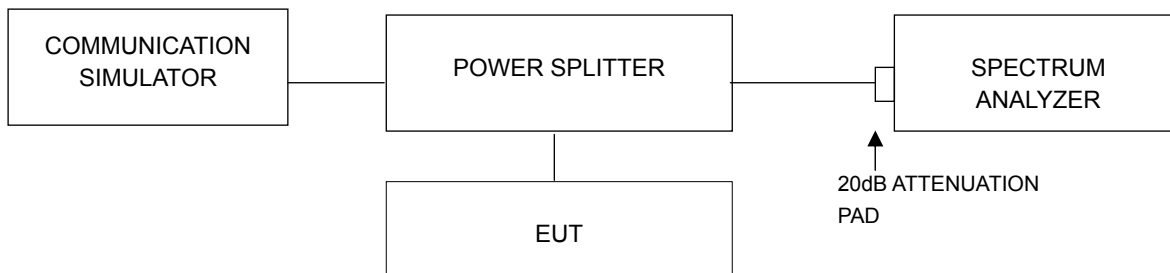 COMMUNICATION
SIMULATOR
POWER SPLITTER
SPECTRUM
ANALYZER
20dB ATTENUATION
PAD
EUT